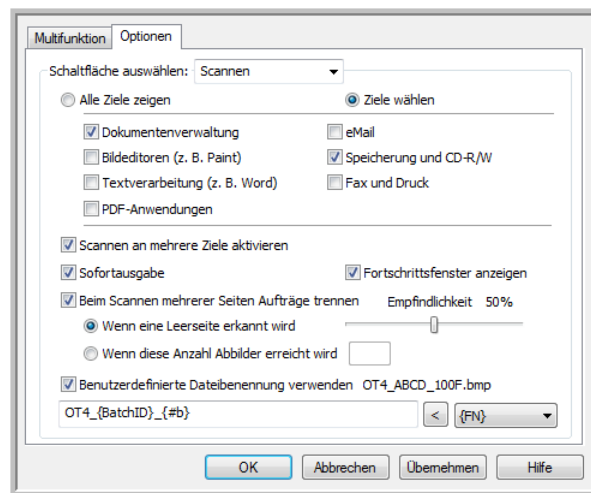 Multifunktion Optionen
Schaltfläche auswählen: Scannen
Alle Ziele zeigen Ziele wählen
Dokumentenverwaltung eMail
Bildeditoren (z. B. Paint) Speicherung und CD-R/W
Textverarbeitung (z. B. Word) Fax und Druck
PDF-Anwendungen
Scannen an mehrere Ziele aktivieren
Sofortausgabe Fortschrittsfenster anzeigen
Beim Scannen mehrerer Seiten Aufträge trennen Empfindlichkeit 50%
Wenn eine Leerseite erkannt wird
Wenn diese Anzahl Abbilder erreicht wird
Benutzerdefinierte Dateibenennung verwenden OT4_ABCD_100F.bmp
OT4_{BatchID}_{#b} < {FN}
OK Abbrechen Übernehmen Hilfe